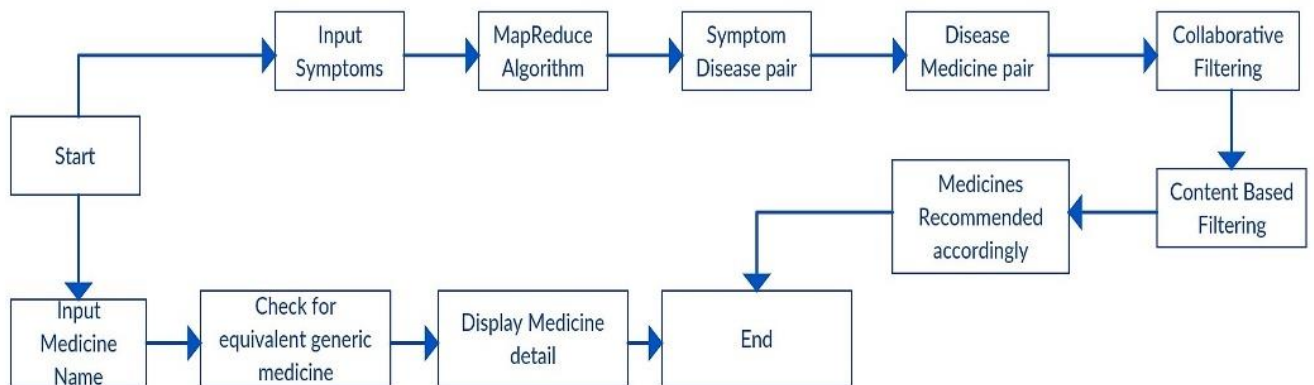 Input
Symptoms
MapReduce
Algorithm
Symptom
Disease pair
Disease
Medicine pair
Collaborative
Filtering
Start
Medicines
Recommended
accordingly
Content Based
Filtering
Input
Medicine
Name
Check for
equivalent generic
medicine
Display Medicine
detail
End